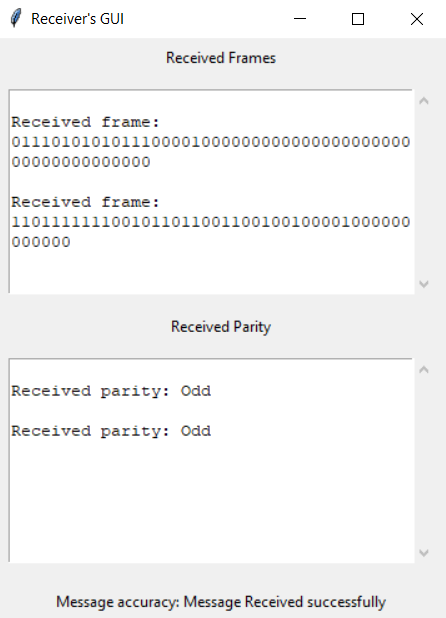 Receiver's GUI
Received Frames
Received frame:
0111010101011100001000000000000000000000
00000000000000
Received frame:
1101111111001011011001100100100001000000
000000
Received Parity
Received parity: Odd
Received parity: Odd
Message accuracy: Message Received successfully